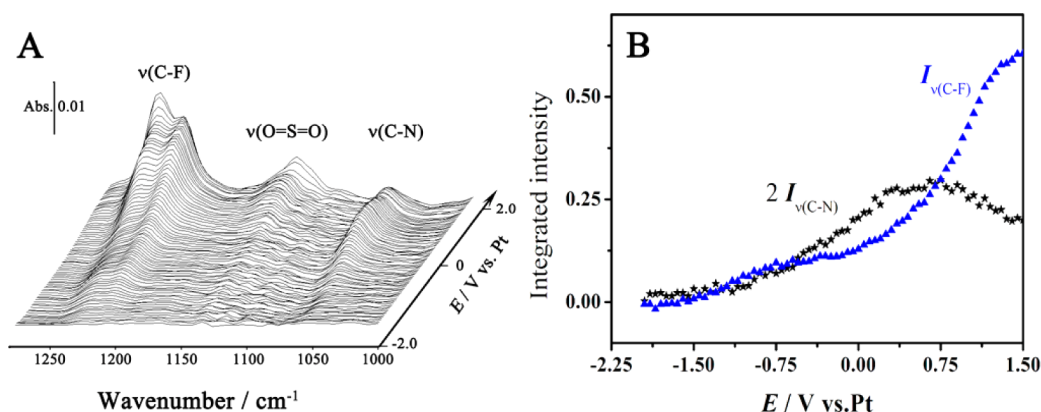 A
ν(C-F)
Abs. 0.01
ν(O=S=O)
ν(C-N)
2.0
0
-2.0
E / V vs. Pt
1250 1200 1150 1100 1050 1000
Wavenumber / cm-1
B
I ν(C-F)
2 I ν(C-N)
Integrated intensity
0.50
0.25
0.00
-2.25 -1.50 -0.75 0.00 0.75 1.50
E / V vs.Pt